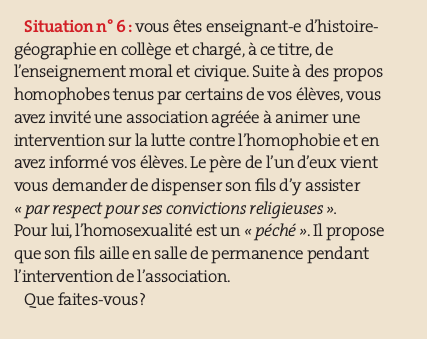 Situation n° 6 : vous êtes enseignant-e d’histoire-
géographie en collège et chargé, à ce titre, de
l’enseignement moral et civique. Suite à des propos
homophobes tenus par certains de vos élèves, vous
avez invité une association agréée à animer une
intervention sur la lutte contre l’homophobie et en
avez informé vos élèves. Le père de l’un d’eux vient
vous demander de dispenser son fils d’y assister
« par respect pour ses convictions religieuses ».
Pour lui, l’homosexualité est un « péché ». Il propose
que son fils aille en salle de permanence pendant
l’intervention de l’association.
Que faites-vous ?